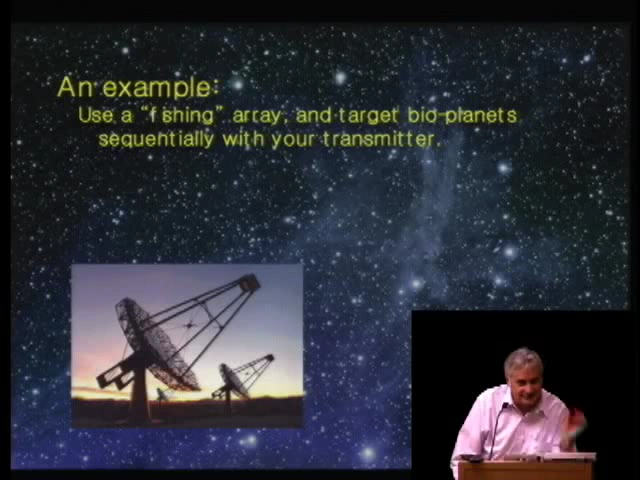 An example:
Use a "fishing" array, and target bio-planets
sequentially with your transmitter.